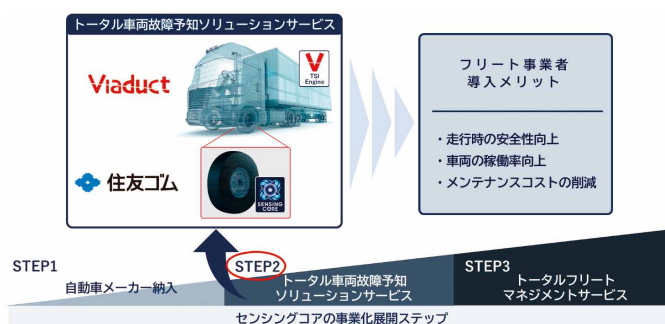 トータル車両故障予知ソリューションサービス
Viaduct
V
TSI
Engine
住友ゴム
SENSING
CORE
フリート事業者
導入メリット
・走行時の安全性向上
・車両の稼働率向上
・メンテナンスコストの削減
STEP1
自動車メーカー納入
STEP2
トータル車両故障予知
ソリューションサービス
STEP3
トータルフリート
マネジメントサービス
センシングコアの事業化展開ステップ